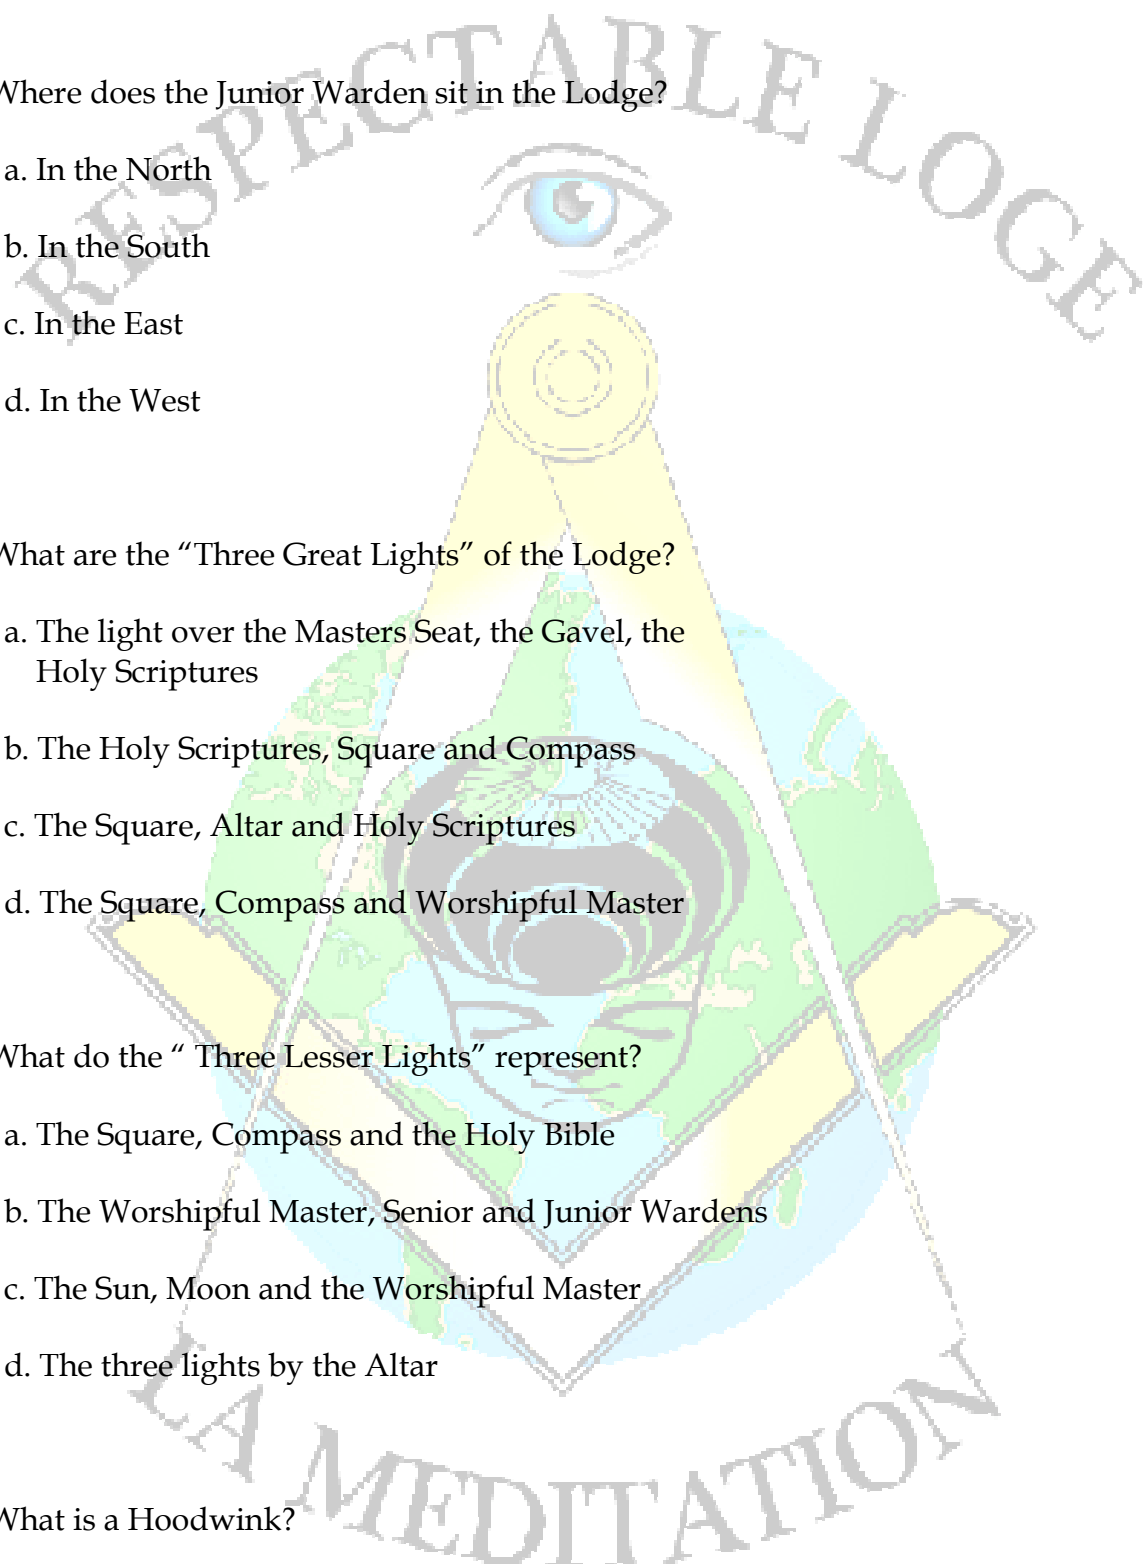 RESPECTABLE LOGE
Where does the Junior Warden sit in the Lodge?
a. In the North
b. In the South
c. In the East
d. In the West
What are the “Three Great Lights” of the Lodge?
a. The light over the Masters Seat, the Gavel, the
Holy Scriptures
b. The Holy Scriptures, Square and Compass
c. The Square, Altar and Holy Scriptures
d. The Square, Compass and Worshipful Master
What do the “ Three Lesser Lights” represent?
a. The Square, Compass and the Holy Bible
b. The Worshipful Master, Senior and Junior Wardens
c. The Sun, Moon and the Worshipful Master
d. The three lights by the Altar
LA MEDITATION
What is a Hoodwink?